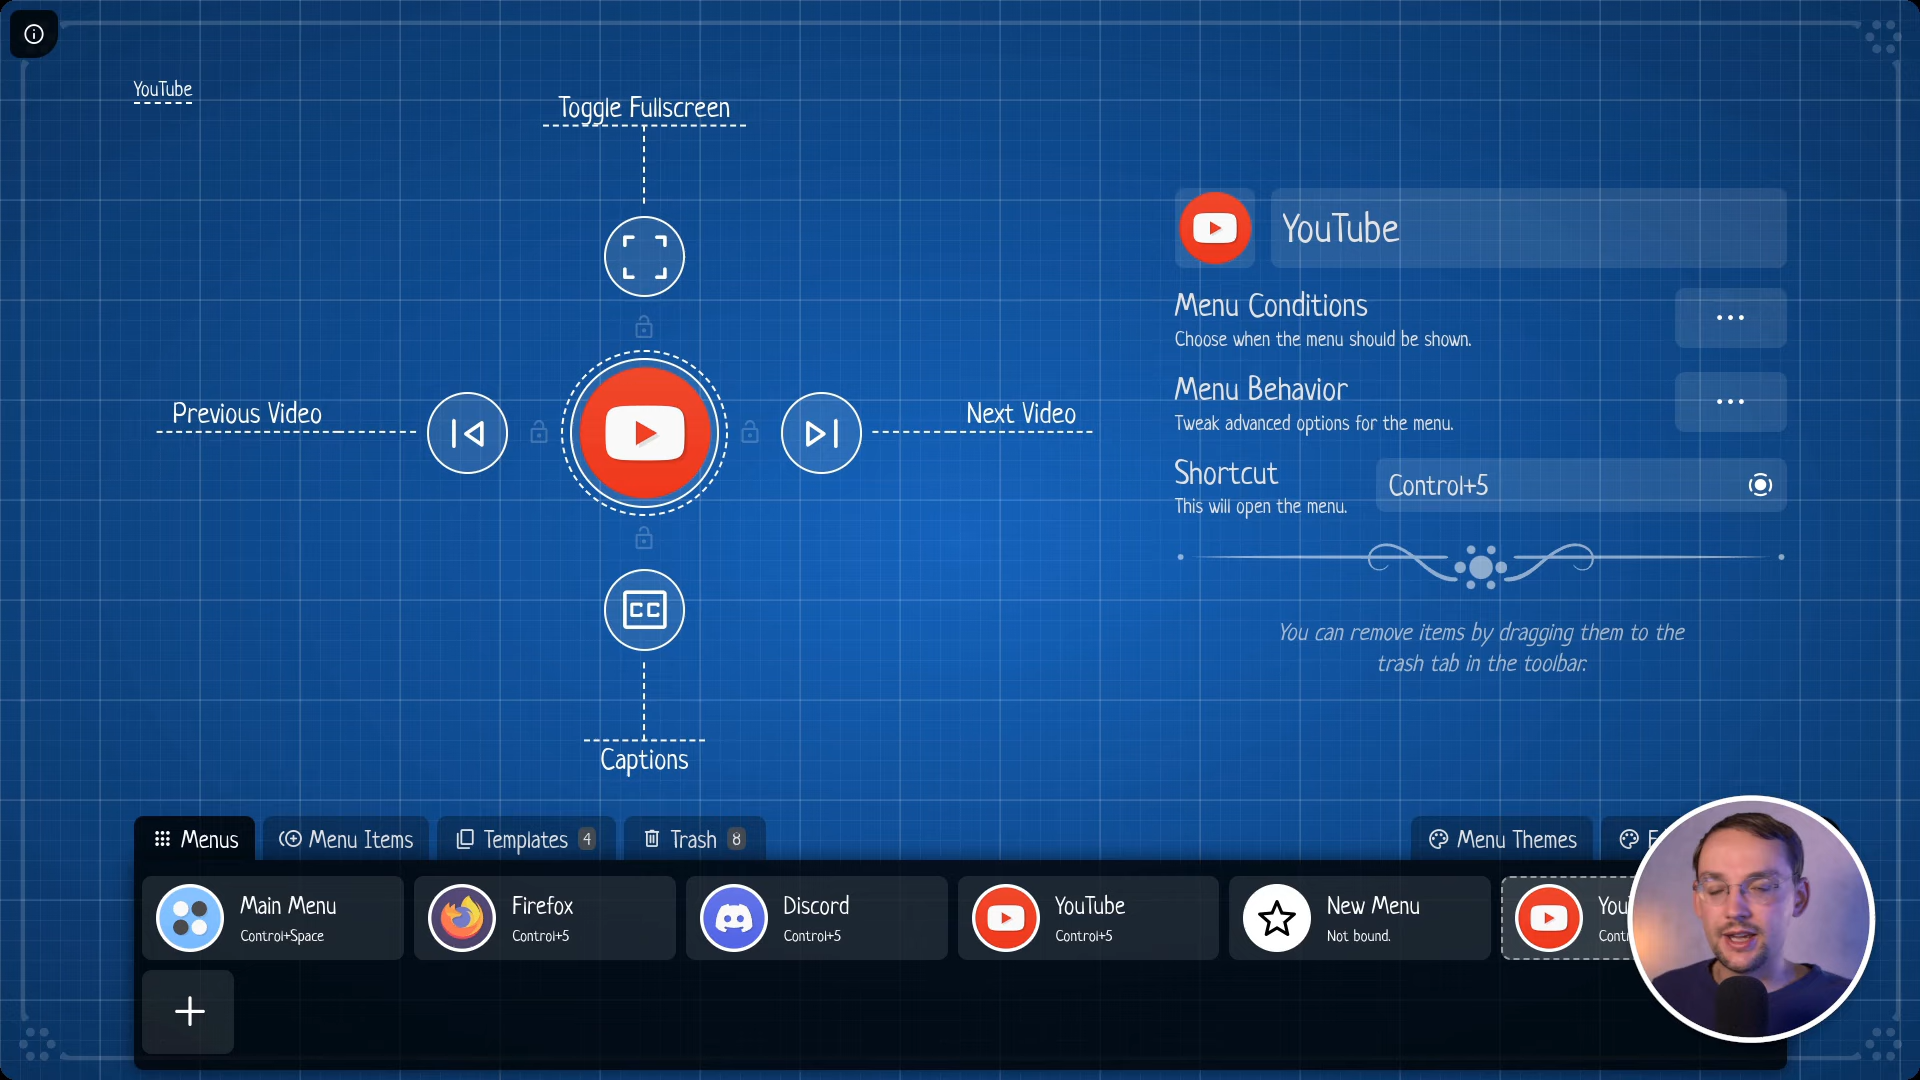 YouTube
Toggle Fullscreen
Previous Video
Next Video
CC
Captions
YouTube
Menu Conditions
Choose when the menu should be shown.
Menu Behavior
Tweak advanced options for the menu.
Shortcut
This will open the menu.
Control+5
You can remove items by dragging them to the
trash tab in the toolbar.
Menus
Menu Items
Templates 4
Trash 8
Menu Themes
Main Menu
Control+Space
Firefox
Control+5
Discord
Control+5
YouTube
Control+5
New Menu
Not bound.